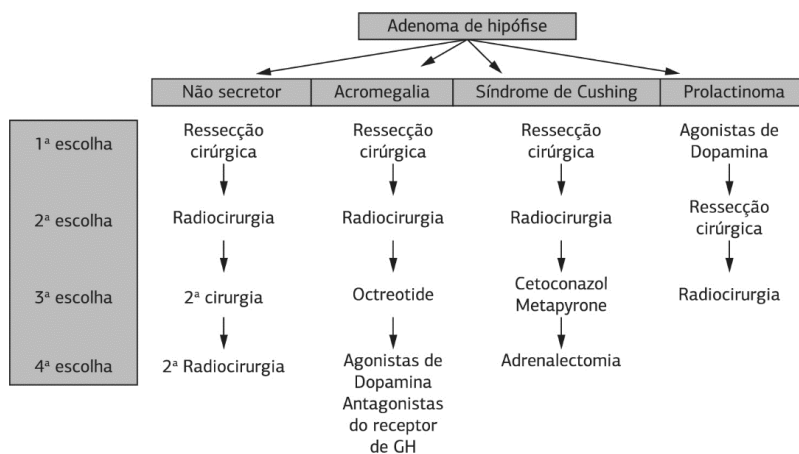 Adenoma de hipófise
Não secretor
Acromegalia
Síndrome de Cushing
Prolactinoma
1ª escolha
Ressecção
cirúrgica
Ressecção
cirúrgica
Ressecção
cirúrgica
Agonistas de
Dopamina
2ª escolha
Radiocirurgia
Radiocirurgia
Radiocirurgia
Ressecção
cirúrgica
3ª escolha
2ª cirurgia
Octreotide
Cetoconazol
Metapyrone
Radiocirurgia
4ª escolha
2ª Radiocirurgia
Agonistas de
Dopamina
Antagonistas
do receptor
de GH
Adrenalectomia